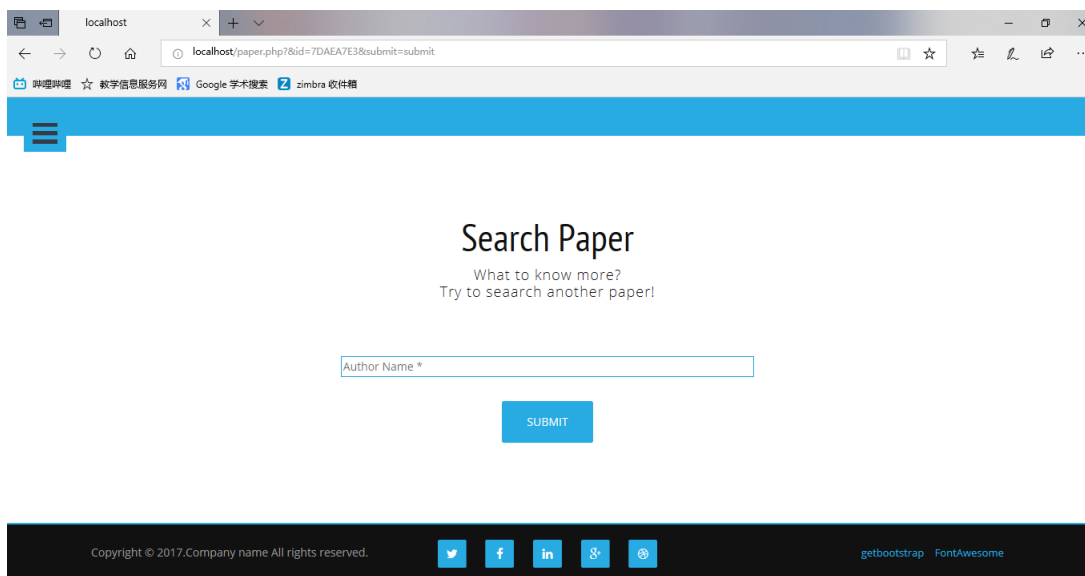 localhost
localhost/paper.php?&id=7DAEA7E3&submit=submit
哔哩哔哩 教学信息服务网 Google 学术搜索 Z zimbra 收件箱
Search Paper
What to know more?
Try to seaarch another paper!
Author Name *
SUBMIT
Copyright © 2017.Company name All rights reserved. f in 8+ getbootstrap FontAwesome